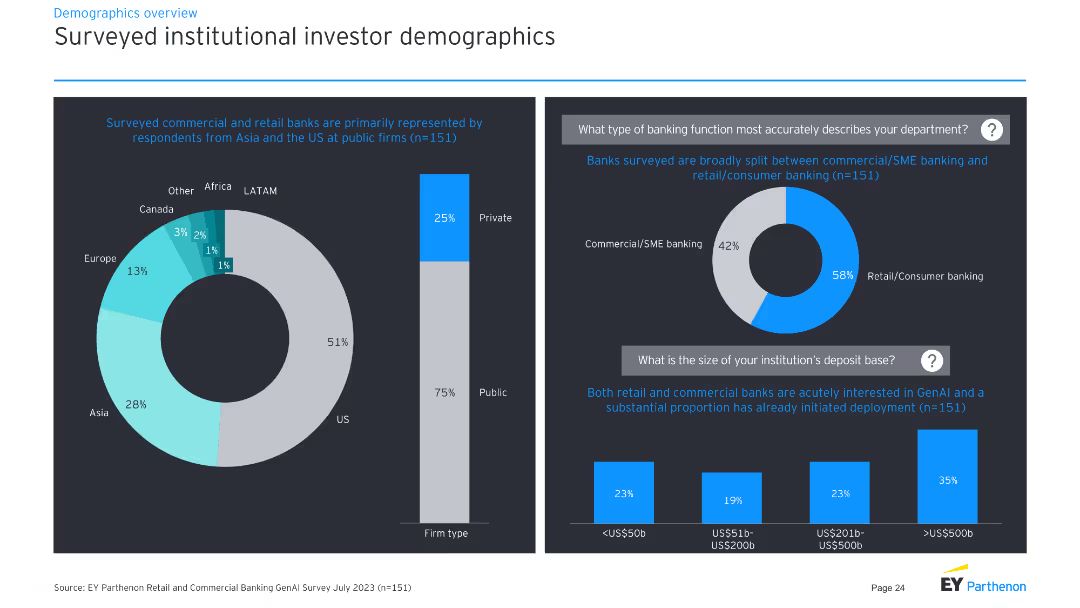 Demographics overview
Surveyed institutional investor demographics
Surveyed commercial and retail banks are primarily represented by
respondents from Asia and the US at public firms (n=151)
Other
Africa
LATAM
Canada
Europe
Asia
US
3%
2%
1%
1%
13%
28%
51%
25%
Private
75%
Public
Firm type
What type of banking function most accurately describes your department?
?
Banks surveyed are broadly split between commercial/SME banking and
retail/consumer banking (n=151)
Commercial/SME banking
42%
58%
Retail/Consumer banking
What is the size of your institution's deposit base?
?
Both retail and commercial banks are acutely interested in GenAI and a
substantial proportion has already initiated deployment (n=151)
23%
19%
23%
35%
<US$50b
US$51b-
US$200b
US$201b-
US$500b
>US$500b
Source: EY Parthenon Retail and Commercial Banking GenAI Survey July 2023 (n=151)
Page 24
EY Parthenon